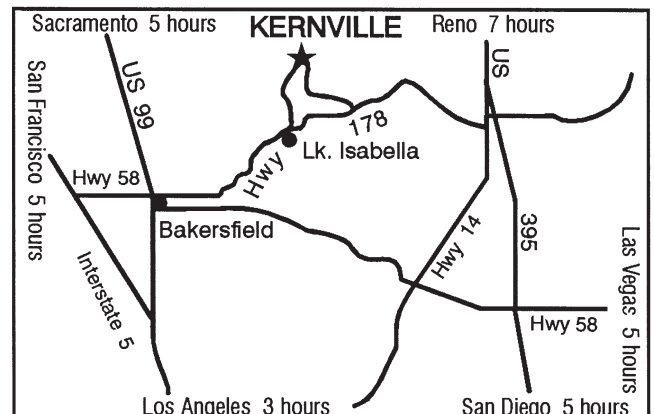 Sacramento 5 hours
KERNVILLE
Reno 7 hours
US 99
US
San Francisco 5 hours
178
Lk. Isabella
Hwy 58
Hwy
Bakersfield
Hwy 14
395
Interstate 5
Las Vegas 5 hours
Hwy 58
Los Angeles 3 hours
San Diego 5 hours